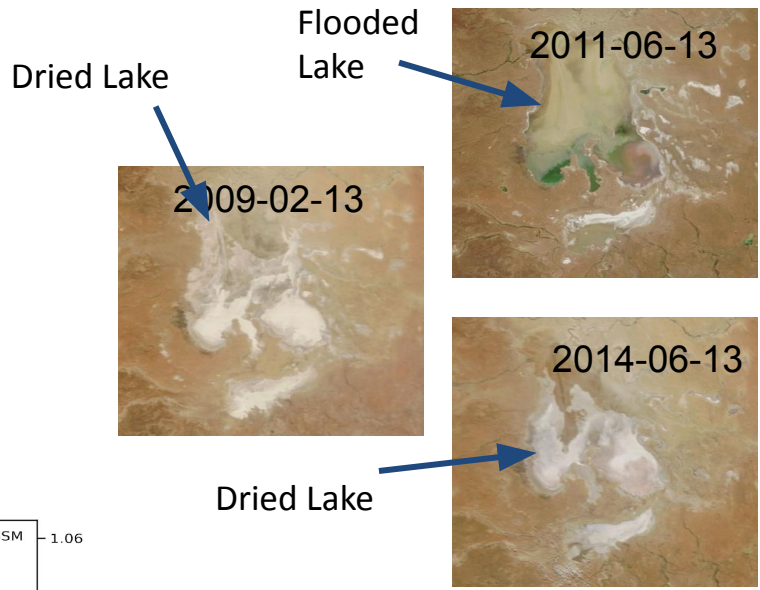 Flooded
Lake
2011-06-13
Dried Lake
2009-02-13
2014-06-13
Dried Lake
SM
1.06